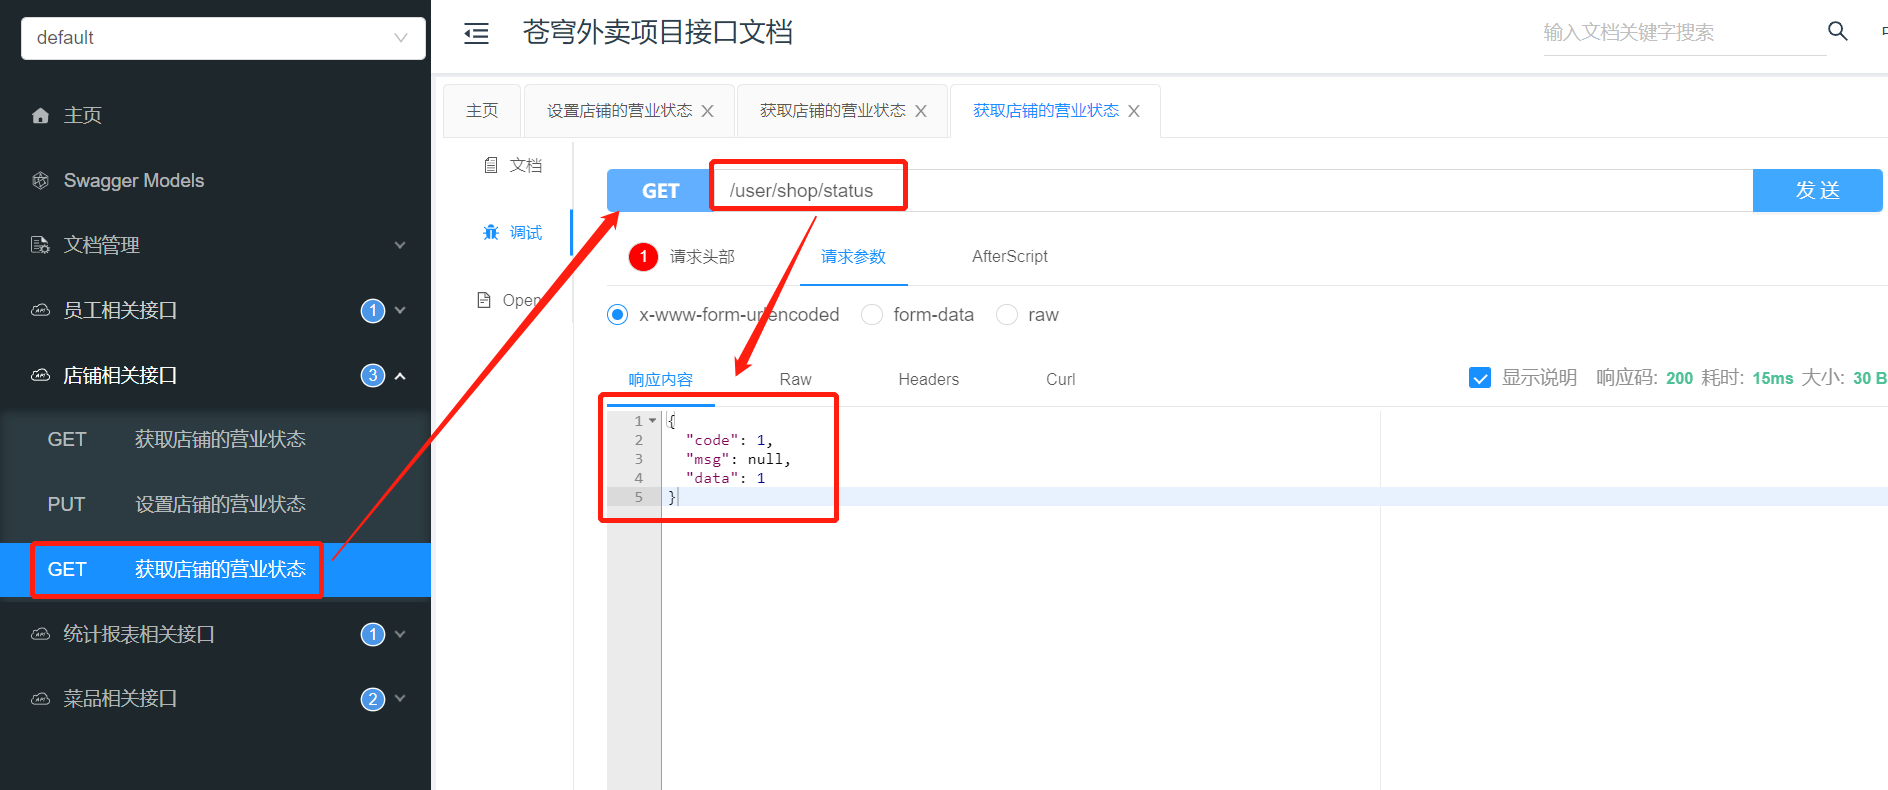 default
主页
Swagger Models
文档管理
员工相关接口 1
店铺相关接口 3
GET 获取店铺的营业状态
PUT 设置店铺的营业状态
GET 获取店铺的营业状态
统计报表相关接口 1
菜品相关接口 2
苍穹外卖项目接口文档
输入文档关键字搜索
主页 设置店铺的营业状态 获取店铺的营业状态 获取店铺的营业状态
文档
调试
Open
GET /user/shop/status 发送
1 请求头部 请求参数 AfterScript
x-www-form-urlencoded form-data raw
响应内容 Raw Headers Curl 显示说明 响应码: 200 耗时: 15ms 大小: 30 B
1 {
2 "code": 1,
3 "msg": null,
4 "data": 1
5 }